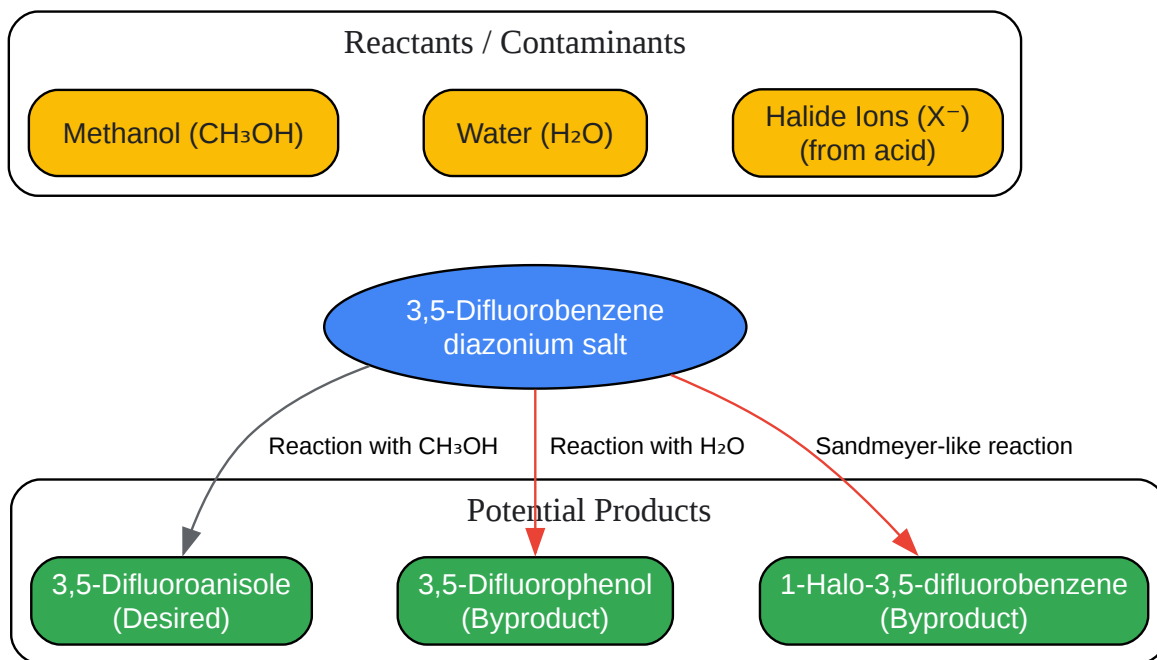 Reactants / Contaminants
Methanol (CH₃OH)
Water (H₂O)
Halide Ions (X⁻)
(from acid)
3,5-Difluorobenzene
diazonium salt
Reaction with CH₃OH
Reaction with H₂O
Sandmeyer-like reaction
Potential Products
3,5-Difluoroanisole
(Desired)
3,5-Difluorophenol
(Byproduct)
1-Halo-3,5-difluorobenzene
(Byproduct)